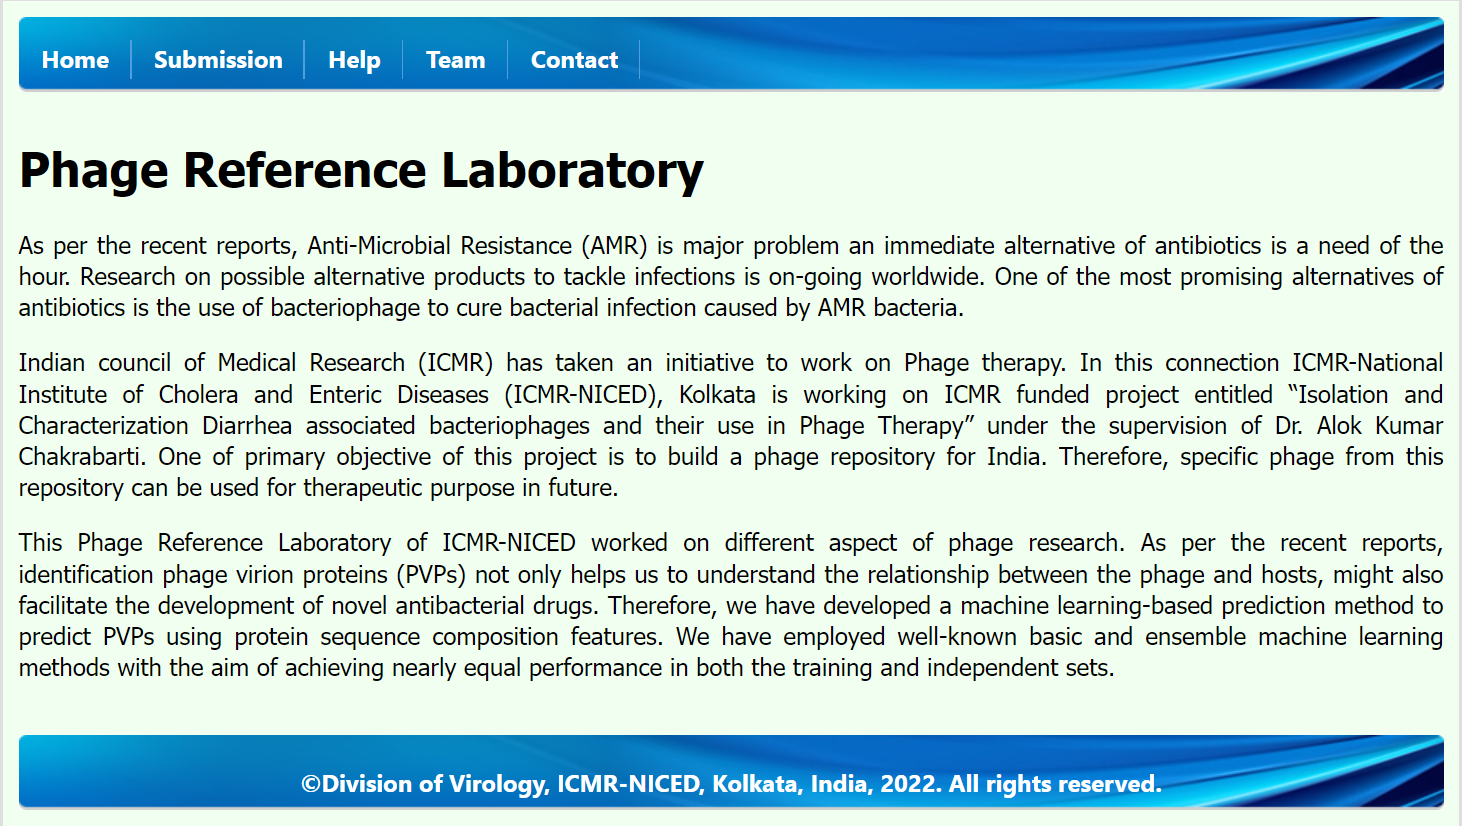 Home Submission Help Team Contact
Phage Reference Laboratory
As per the recent reports, Anti-Microbial Resistance (AMR) is major problem an immediate alternative of antibiotics is a need of the
hour. Research on possible alternative products to tackle infections is on-going worldwide. One of the most promising alternatives of
antibiotics is the use of bacteriophage to cure bacterial infection caused by AMR bacteria.
Indian council of Medical Research (ICMR) has taken an initiative to work on Phage therapy. In this connection ICMR-National
Institute of Cholera and Enteric Diseases (ICMR-NICED), Kolkata is working on ICMR funded project entitled “Isolation and
Characterization Diarrhea associated bacteriophages and their use in Phage Therapy” under the supervision of Dr. Alok Kumar
Chakrabarti. One of primary objective of this project is to build a phage repository for India. Therefore, specific phage from this
repository can be used for therapeutic purpose in future.
This Phage Reference Laboratory of ICMR-NICED worked on different aspect of phage research. As per the recent reports,
identification phage virion proteins (PVPs) not only helps us to understand the relationship between the phage and hosts, might also
facilitate the development of novel antibacterial drugs. Therefore, we have developed a machine learning-based prediction method to
predict PVPs using protein sequence composition features. We have employed well-known basic and ensemble machine learning
methods with the aim of achieving nearly equal performance in both the training and independent sets.
©Division of Virology, ICMR-NICED, Kolkata, India, 2022. All rights reserved.